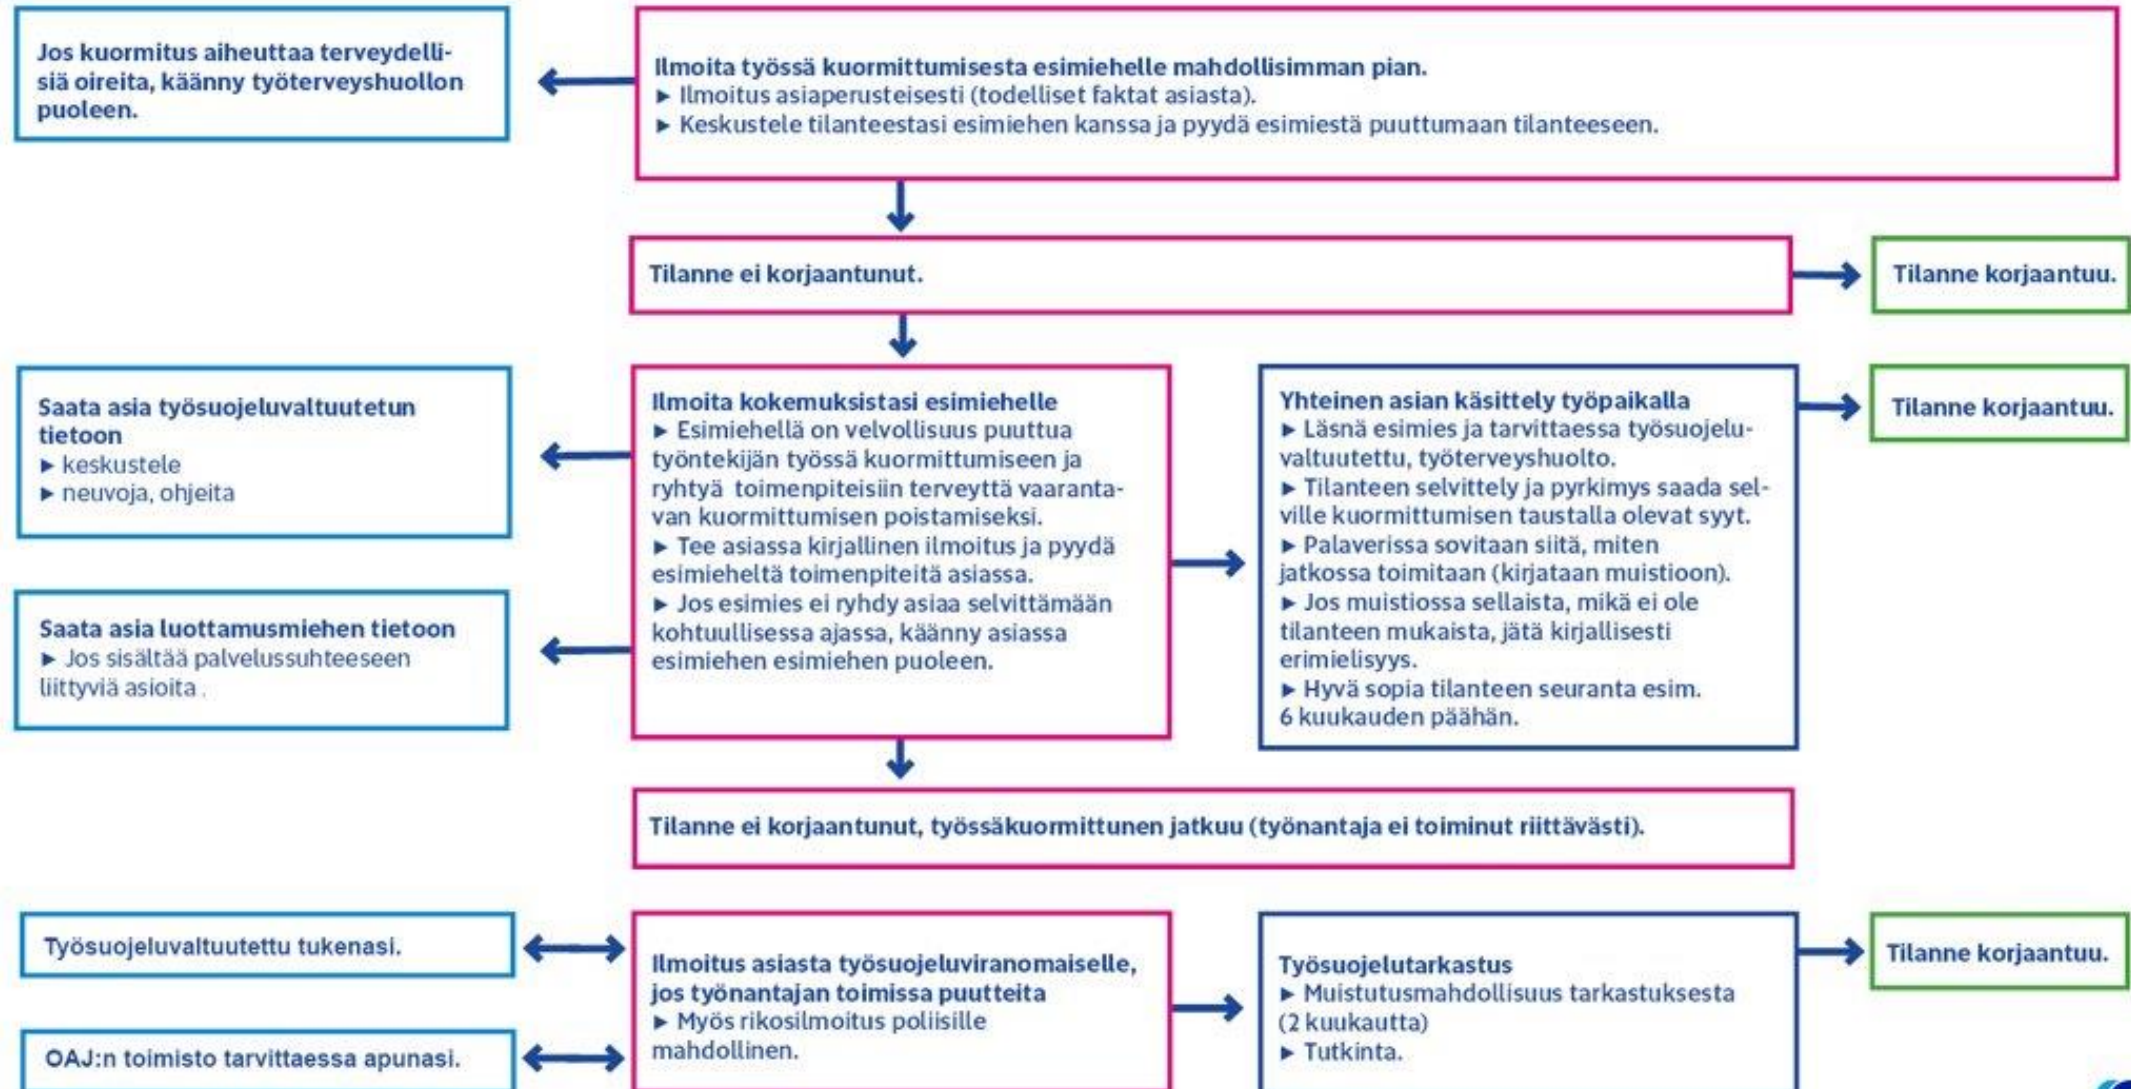 Jos kuormitus aiheuttaa terveydelli-
siä oireita, käänny työterveyshuollon
puoleen.
Ilmoita työssä kuormittumisesta esimiehelle mahdollisimman pian.
► Ilmoitus asiaperusteisesti (todelliset faktat asiasta).
► Keskustele tilanteestasi esimiehen kanssa ja pyydä esimiestä puuttumaan tilanteeseen.
Tilanne ei korjaantunut.
Tilanne korjaantuu.
Saata asia työsuojeluvaltuutetun
tietoon
► keskustele
► neuvoja, ohjeita
Saata asia luottamusmiehen tietoon
► Jos sisältää palvelussuhteeseen
liittyviä asioita .
Ilmoita kokemuksistasi esimiehelle
► Esimiehellä on velvollisuus puuttua
työntekijän työssä kuormittumiseen ja
ryhtyä toimenpiteisiin terveyttä vaaranta-
van kuormittumisen poistamiseksi.
► Tee asiassa kirjallinen ilmoitus ja pyydä
esimieheltä toimenpiteitä asiassa.
► Jos esimies ei ryhdy asiaa selvittämään
kohtuullisessa ajassa, käänny asiassa
esimiehen esimiehen puoleen.
Yhteinen asian käsittely työpaikalla
► Läsnä esimies ja tarvittaessa työsuojelu-
valtuutettu, työterveyshuolto.
► Tilanteen selvittely ja pyrkimys saada sel-
ville kuormittumisen taustalla olevat syyt.
► Palaverissa sovitaan siitä, miten
jatkossa toimitaan (kirjataan muistioon).
► Jos muistiossa sellaista, mikä ei ole
tilanteen mukaista, jätä kirjallisesti
erimielisyys.
► Hyvä sopia tilanteen seuranta esim.
6 kuukauden päähän.
Tilanne korjaantuu.
Tilanne ei korjaantunut, työssäkuormittunen jatkuu (työnantaja ei toiminut riittävästi).
Työsuojeluvaltuutettu tukenasi.
OAJ:n toimisto tarvittaessa apunasi.
Ilmoitus asiasta työsuojeluviranomaiselle,
jos työnantajan toimissa puutteita
► Myös rikosilmoitus poliisille
mahdollinen.
Työsuojelutarkastus
► Muistutusmahdollisuus tarkastuksesta
(2 kuukautta)
► Tutkinta.
Tilanne korjaantuu.